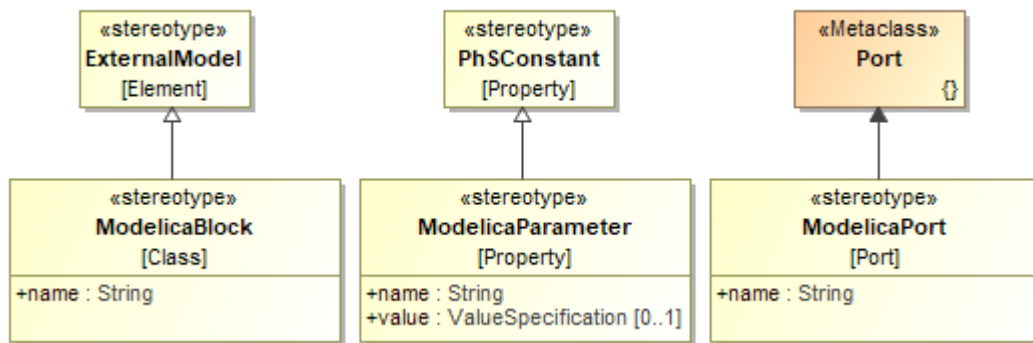 «stereotype»
ExternalModel
[Element]
«stereotype»
PhSConstant
[Property]
«Metaclass»
Port
{}
«stereotype»
ModelicaBlock
[Class]
+name : String
«stereotype»
ModelicaParameter
[Property]
+name : String
+value : ValueSpecification [0..1]
«stereotype»
ModelicaPort
[Port]
+name : String